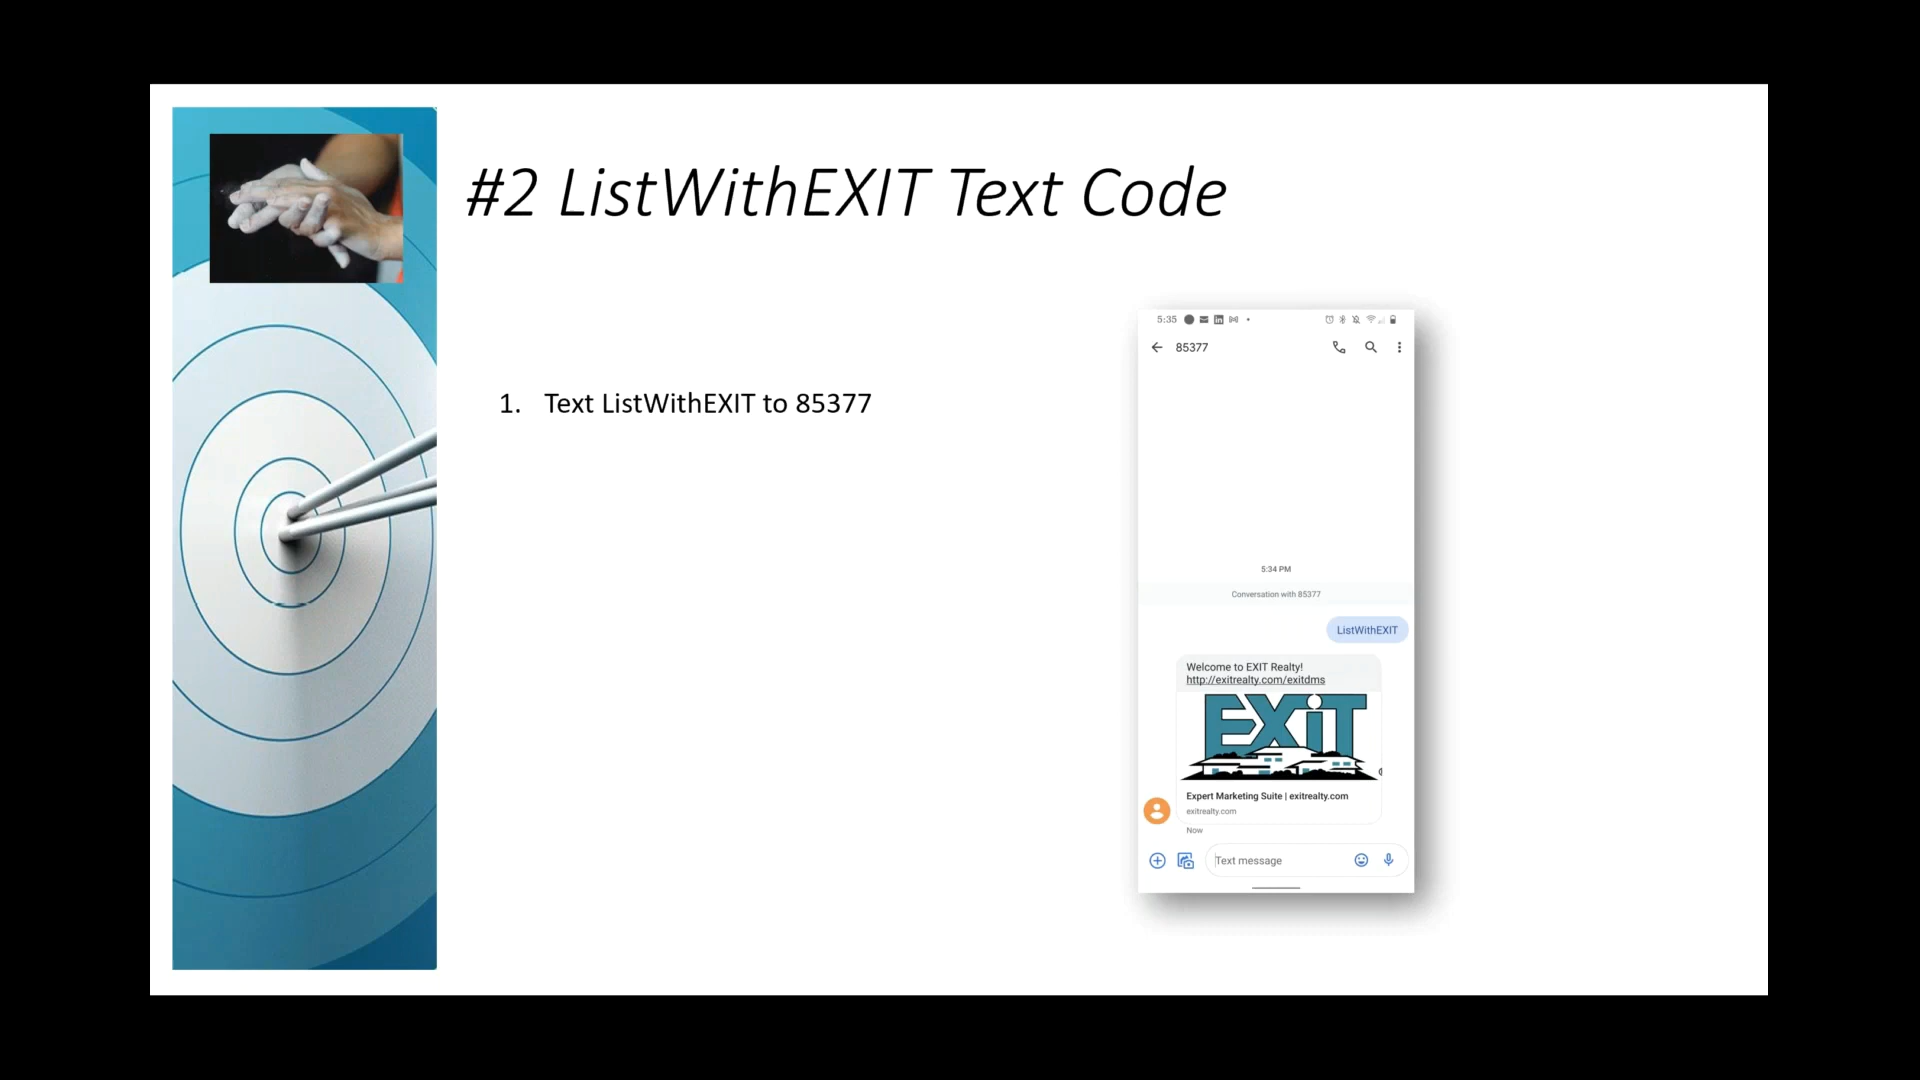 #2 ListWithEXIT Text Code
1. Text ListWithEXIT to 85377
5:35
85377
5:34 PM
Conversation with 85377
ListWithEXIT
Welcome to EXIT Realty!
http://exitrealty.com/exitdms
EXiT
Expert Marketing Suite | exitrealty.com
exitrealty.com
Now
Text message